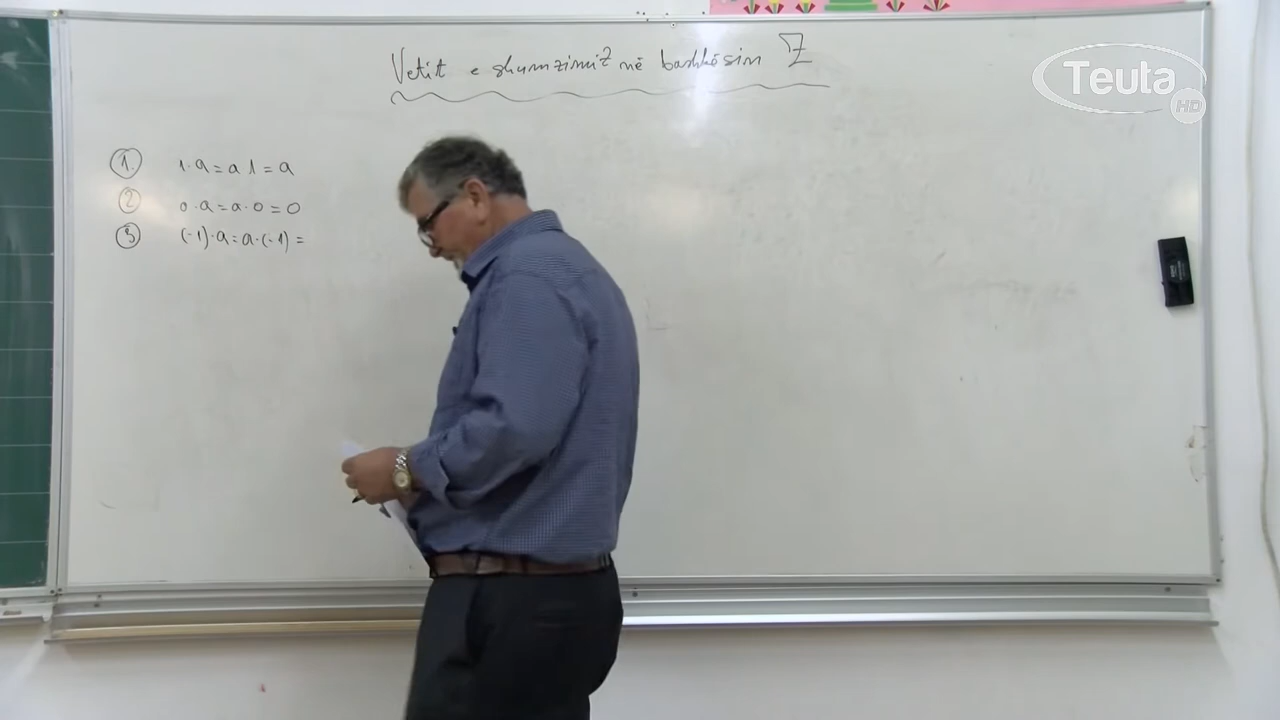 Vetit e shumzimit në bashkësin Z
Teuta
HD
1. 1·a=a 1=a
2 0·a=a·0=0
3 (-1)·a=a·(-1)=